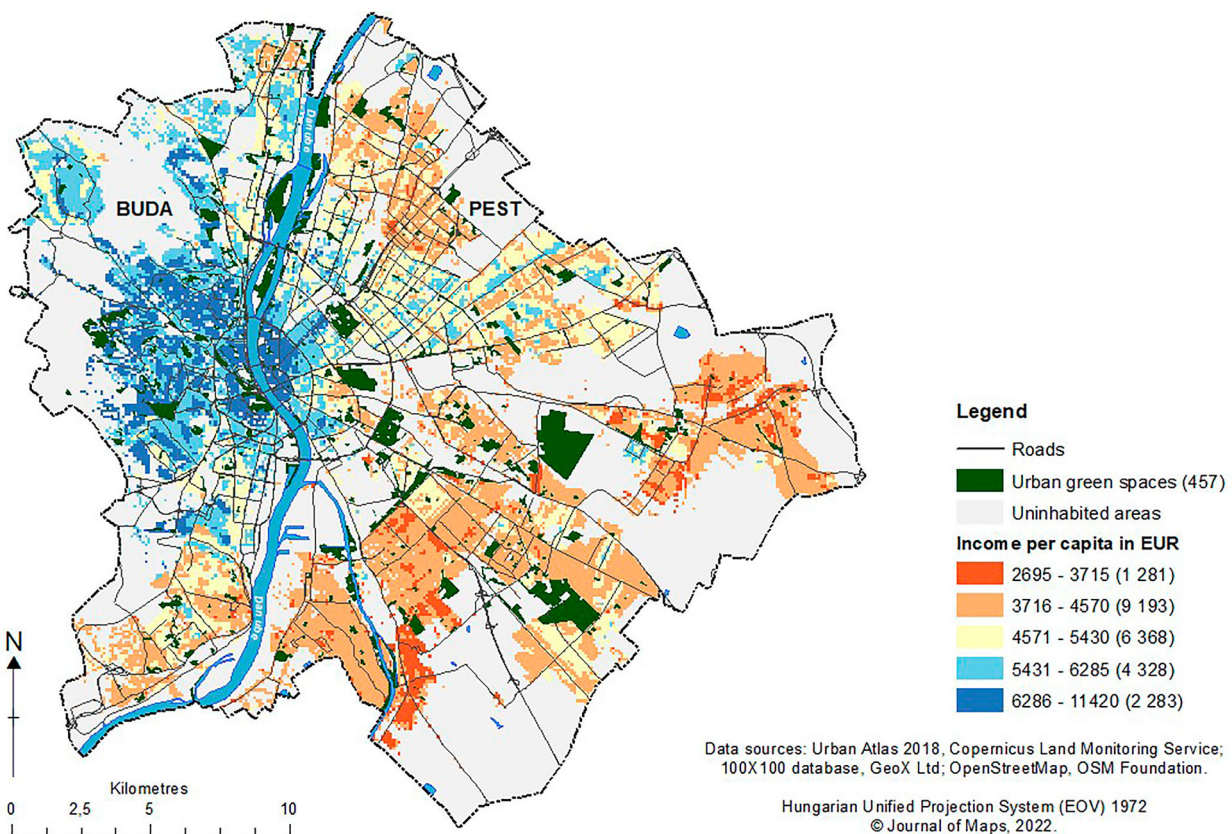 Danube
BUDA
PEST
Danube
N
Kilometres
0 2,5 5 10
Legend
Roads
Urban green spaces (457)
Uninhabited areas
Income per capita in EUR
2695 - 3715 (1 281)
3716 - 4570 (9 193)
4571 - 5430 (6 368)
5431 - 6285 (4 328)
6286 - 11420 (2 283)
Data sources: Urban Atlas 2018, Copernicus Land Monitoring Service;
100X100 database, GeoX Ltd; OpenStreetMap, OSM Foundation.
Hungarian Unified Projection System (EOV) 1972
© Journal of Maps, 2022.